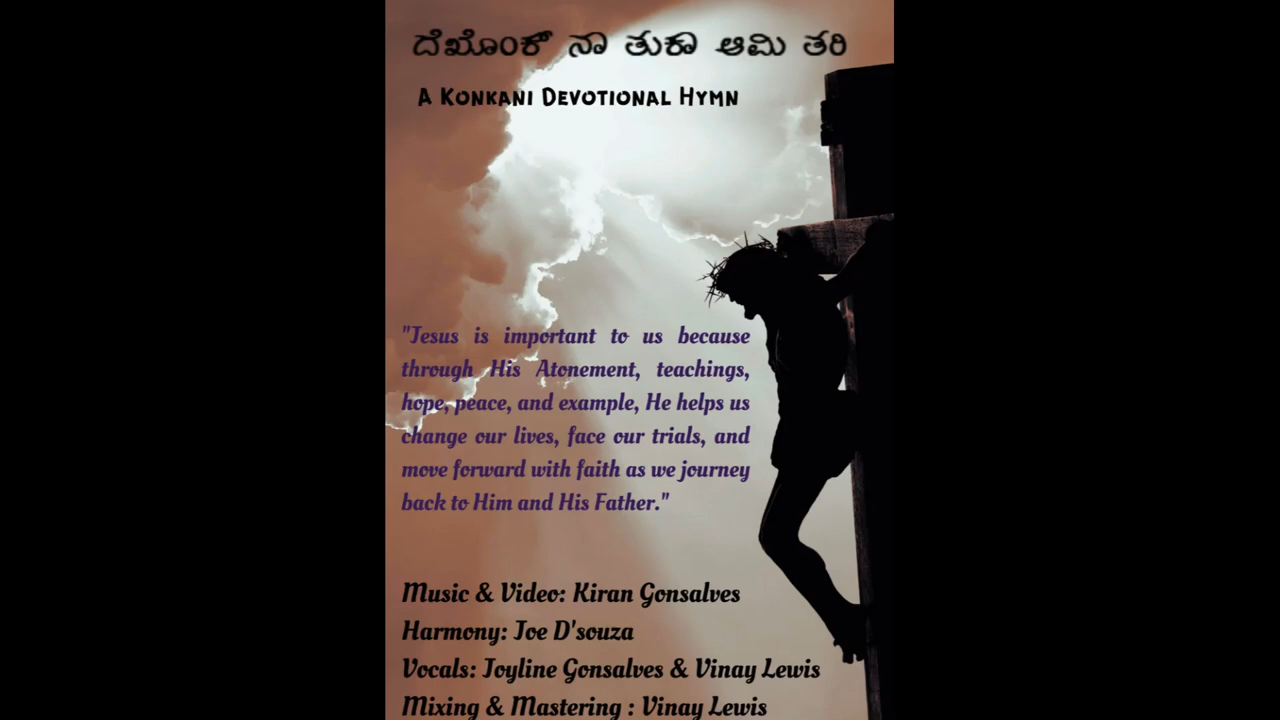 ದೆಖೊಂಕ್ ನಾ ತುಕಾ ಆಮಿ ತರಿ
A Konkani Devotional Hymn
"Jesus is important to us because
through His Atonement, teachings,
hope, peace, and example, He helps us
change our lives, face our trials, and
move forward with faith as we journey
back to Him and His Father."
Music & Video: Kiran Gonsalves
Harmony: Joe D'souza
Vocals: Joyline Gonsalves & Vinay Lewis
Mixing & Mastering : Vinay Lewis